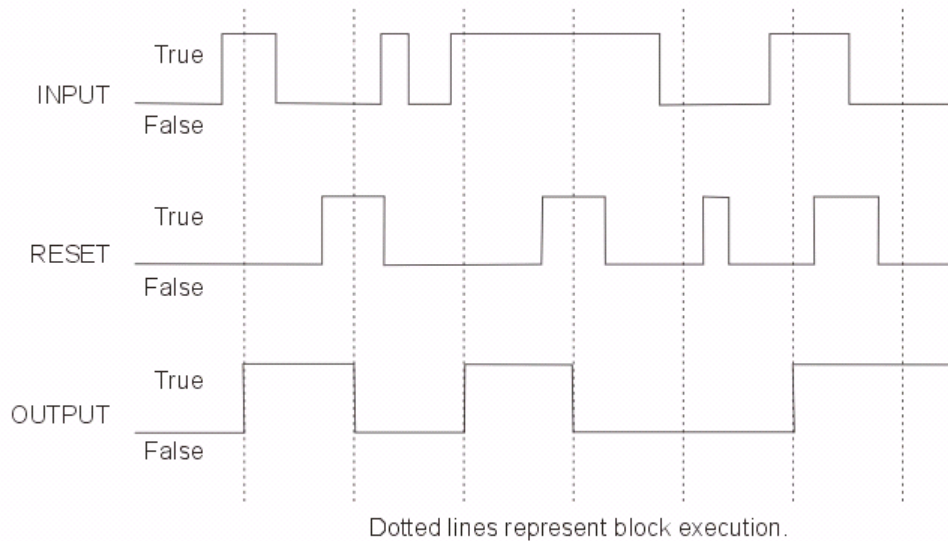 True
INPUT
False
True
RESET
False
True
OUTPUT
False
Dotted lines represent block execution.